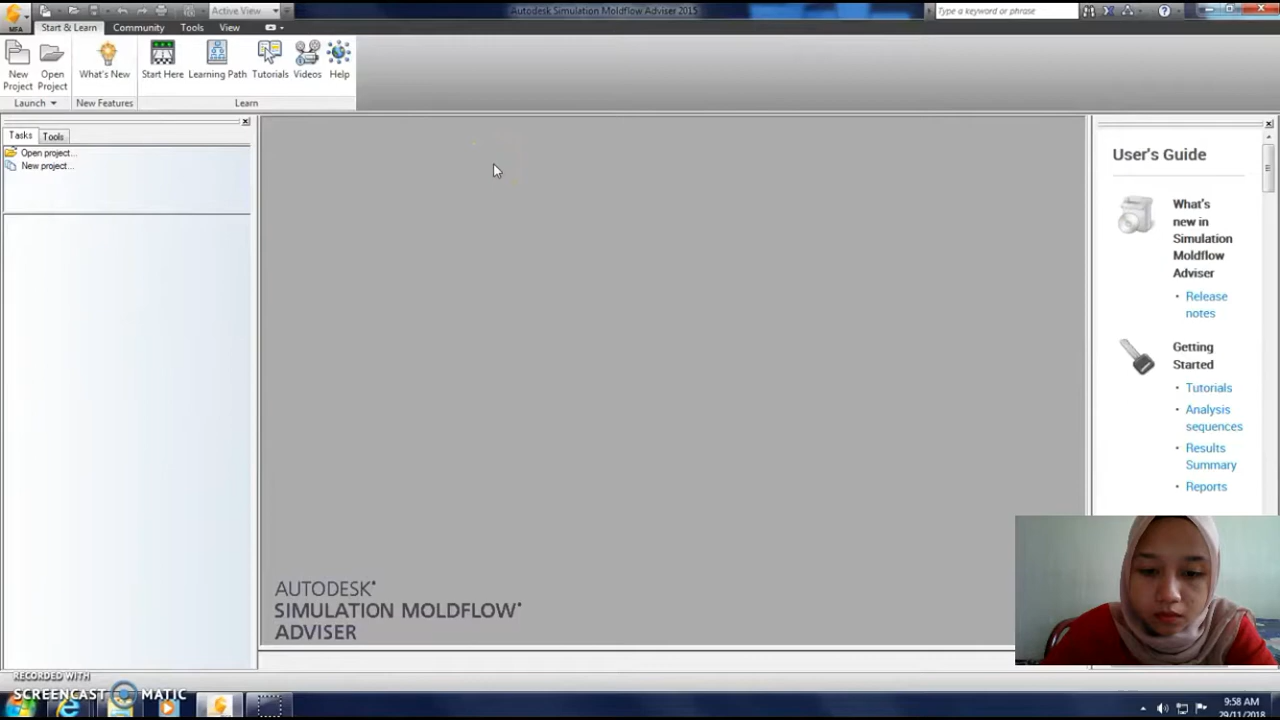 Active View
Autodesk Simulation Moldflow Adviser 2015
Type a keyword or phrase
MFA
Start & Learn
Community
Tools
View
New Project
Open Project
What's New
Start Here
Learning Path
Tutorials
Videos
Help
Launch
New Features
Learn
Tasks
Tools
Open project...
New project...
User's Guide
What's
new in
Simulation
Moldflow
Adviser
• Release
notes
Getting
Started
• Tutorials
• Analysis
sequences
• Results
Summary
• Reports
AUTODESK®
SIMULATION MOLDFLOW®
ADVISER
RECORDED WITH
SCREENCAST MATIC
9:58 AM
29/11/2018